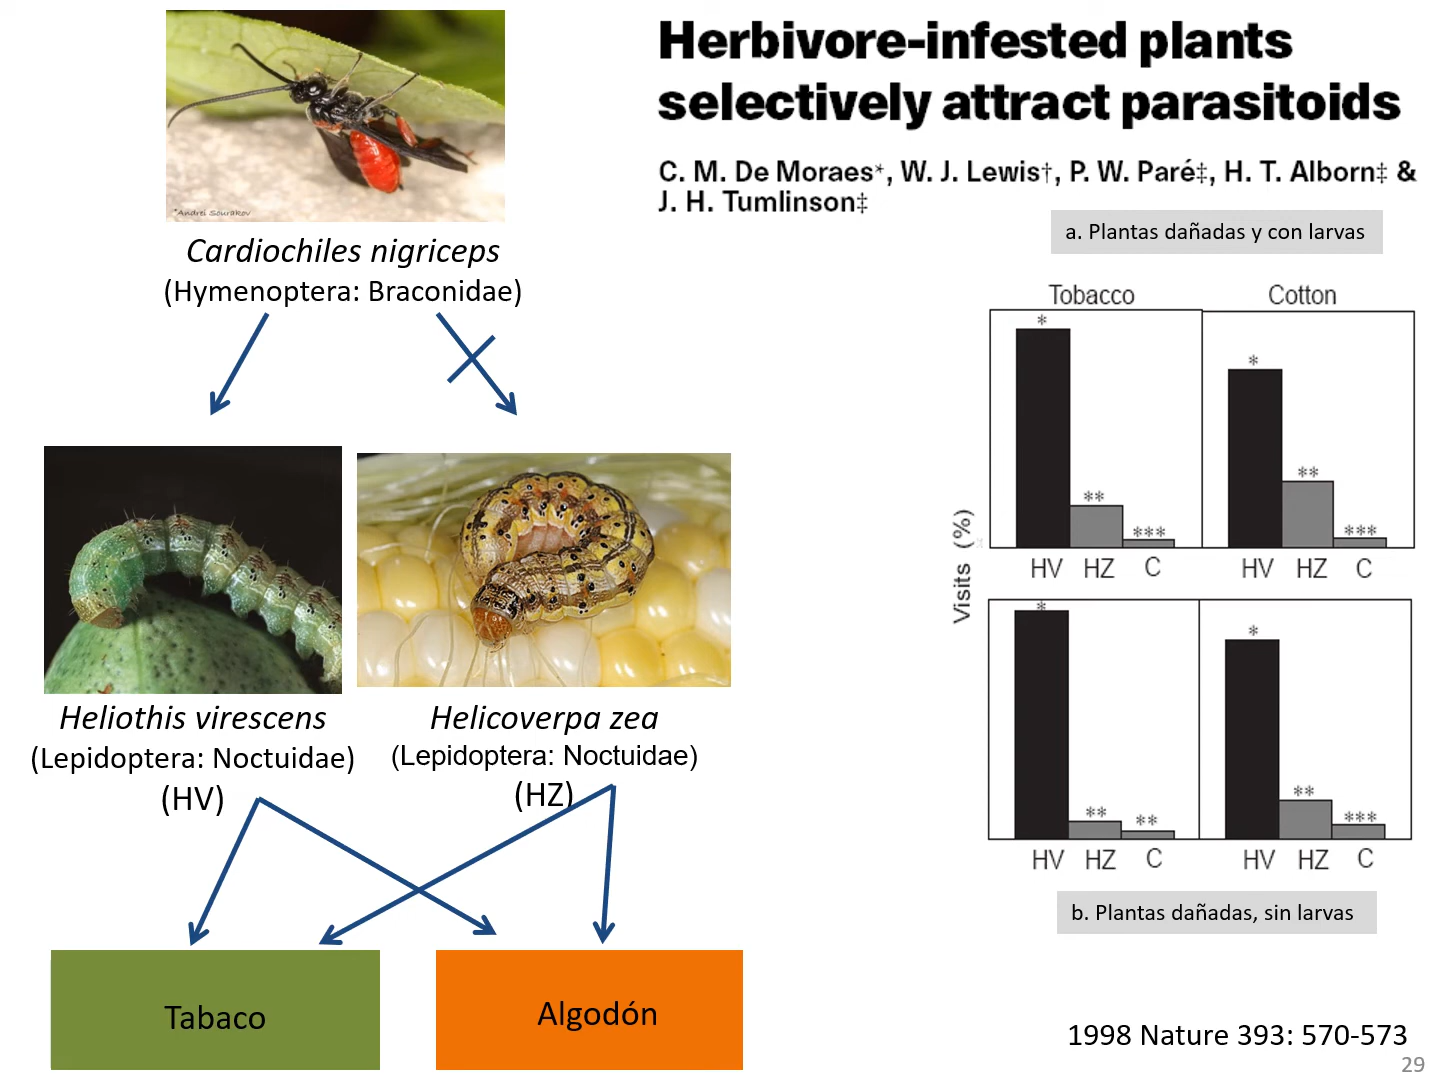 Herbivore-infested plants
selectively attract parasitoids
C. M. De Moraes*, W. J. Lewis†, P. W. Paré‡, H. T. Alborn‡ &
J. H. Tumlinson‡
*Andrei Sourakov
Cardiochiles nigriceps
(Hymenoptera: Braconidae)
a. Plantas dañadas y con larvas
Tobacco Cotton
* ** ***
* ** ***
HV HZ C HV HZ C
Visits (%)
* ** **
* ** ***
HV HZ C HV HZ C
b. Plantas dañadas, sin larvas
Heliothis virescens
(Lepidoptera: Noctuidae)
(HV)
Helicoverpa zea
(Lepidoptera: Noctuidae)
(HZ)
Tabaco
Algodón
1998 Nature 393: 570-573
29